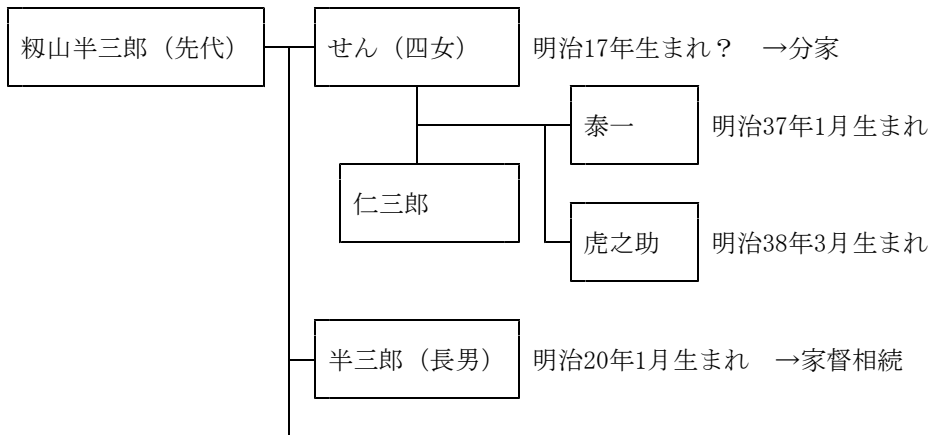 籾山半三郎（先代）
せん（四女）　明治17年生まれ？　→分家
泰一　明治37年1月生まれ
仁三郎
虎之助　明治38年3月生まれ
半三郎（長男）　明治20年1月生まれ　→家督相続